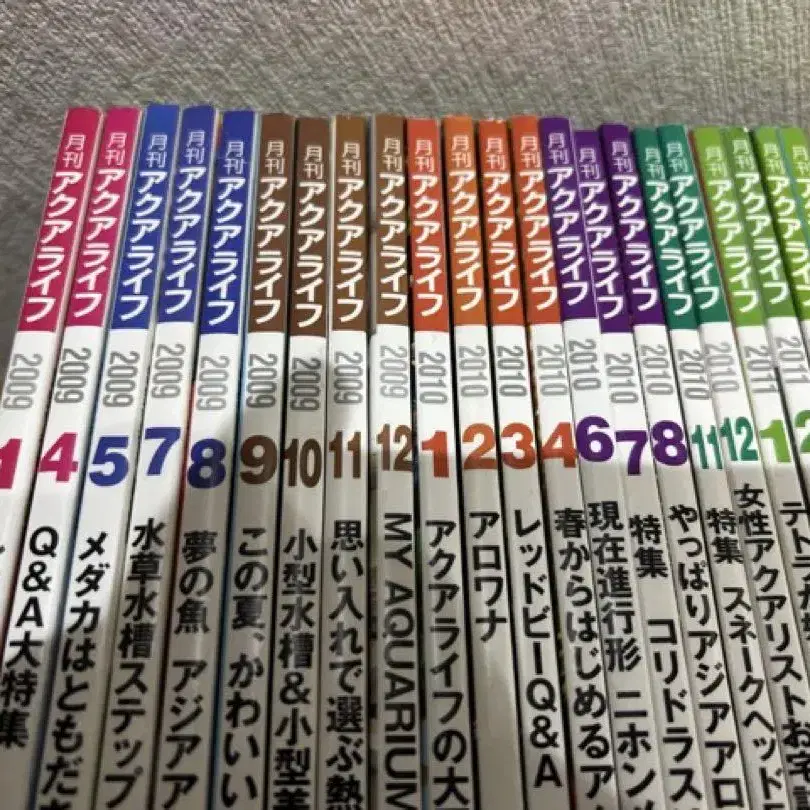 月刊 アクアライフ 2009 1
月刊 アクアライフ 2009 4 Q&A大特集
月刊 アクアライフ 2009 5 メダカはともだち
月刊 アクアライフ 2009 7 水草水槽ステップ
月刊 アクアライフ 2009 8 夢の魚 アジアア
月刊 アクアライフ 2009 9 この夏、かわいい
月刊 アクアライフ 2009 10 小型水槽&小型美
月刊 アクアライフ 2009 11 思い入れで選ぶ熱
月刊 アクアライフ 2009 12 MY AQUARIUM
月刊 アクアライフ 2010 1 アクアライフの大
月刊 アクアライフ 2010 2 アロワナ
月刊 アクアライフ 2010 3 レッドビーQ&A
月刊 アクアライフ 2010 4 春からはじめるア
月刊 アクアライフ 2010 6 現在進行形 ニホン
月刊 アクアライフ 2010 7 特集 コリドラス
月刊 アクアライフ 2010 8 やっぱりアジアアロ
月刊 アクアライフ 2010 11 特集 スネークヘッド
月刊 アクアライフ 2010 12 女性アクアリストお宅
月刊 アクアライフ 2011 1 テトラ
月刊 アクアライフ 2